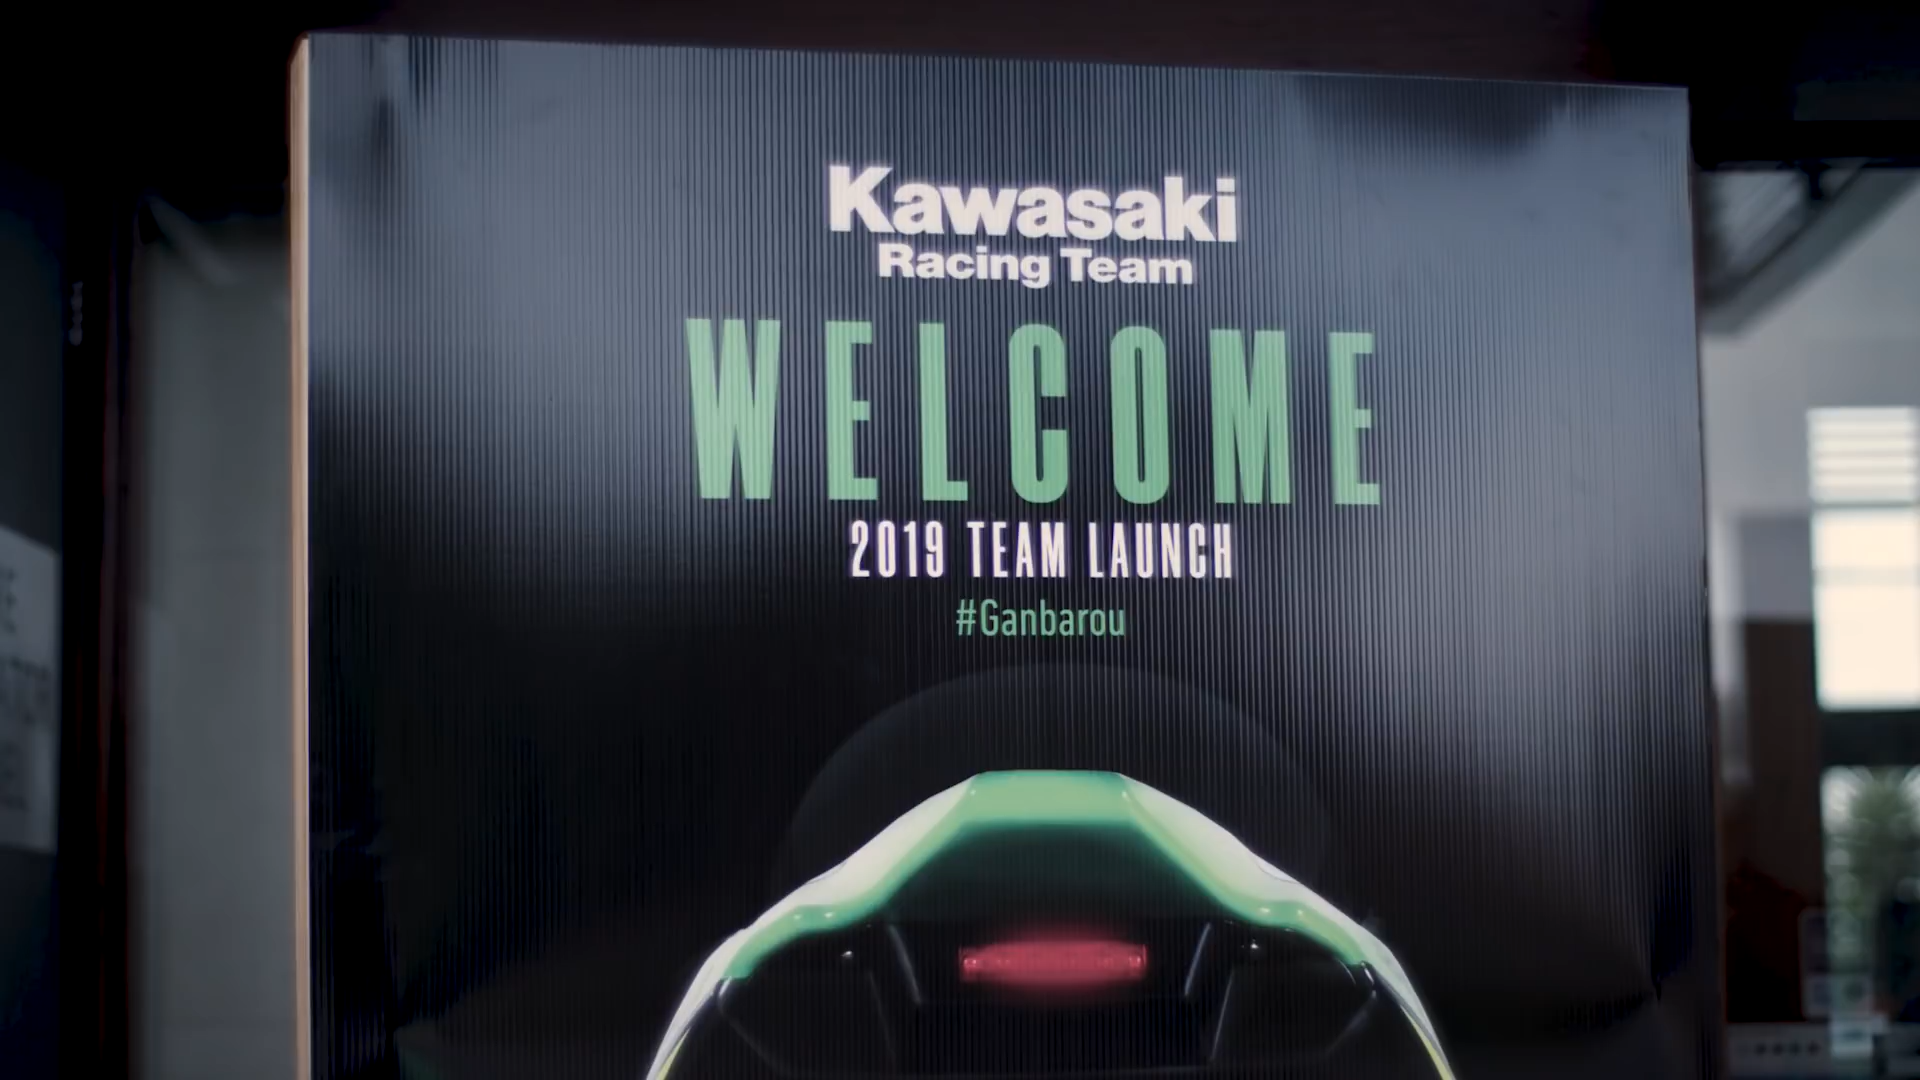 Kawasaki
Racing Team
WELCOME
2019 TEAM LAUNCH
#Ganbarou